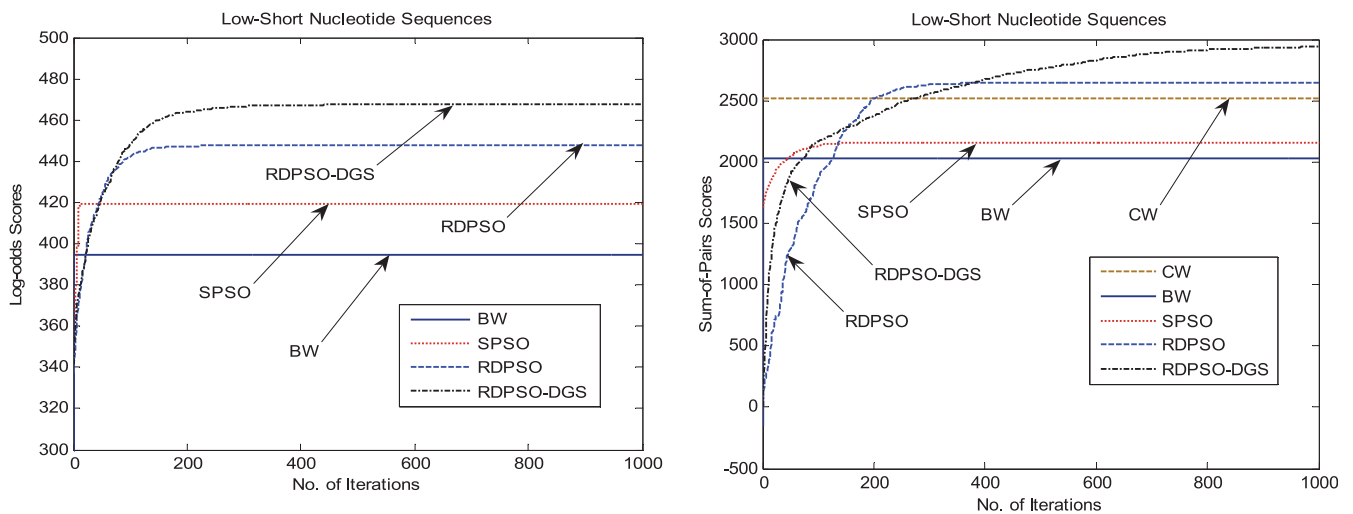 Low-Short Nucleotide Sequences
500
480
460
440
420
400
380
360
340
320
300
Log-odds Scores
0
200
400
600
800
1000
No. of Iterations
RDPSO-DGS
RDPSO
SPSO
BW
BW
SPSO
RDPSO
RDPSO-DGS
Low-Short Nucleotide Squences
3000
2500
2000
1500
1000
500
0
-500
Sum-of-Pairs Scores
0
200
400
600
800
1000
No. of Iterations
SPSO
BW
CW
RDPSO-DGS
RDPSO
CW
BW
SPSO
RDPSO
RDPSO-DGS